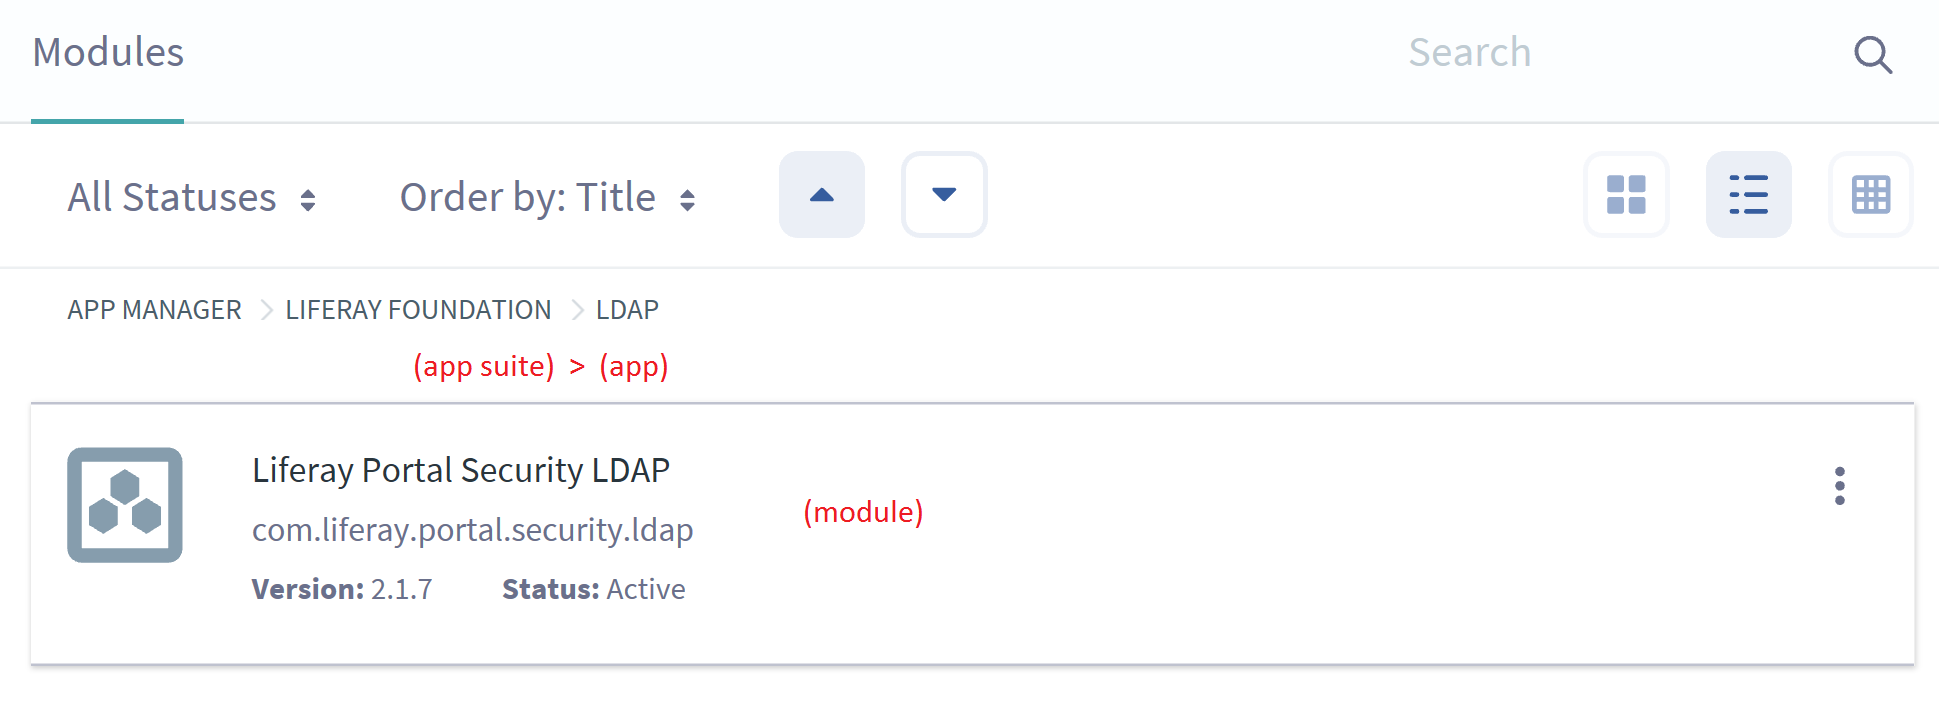 Modules Search
All Statuses Order by: Title
APP MANAGER LIFERAY FOUNDATION LDAP
(app suite) > (app)
Liferay Portal Security LDAP
com.liferay.portal.security.ldap
(module)
Version: 2.1.7 Status: Active